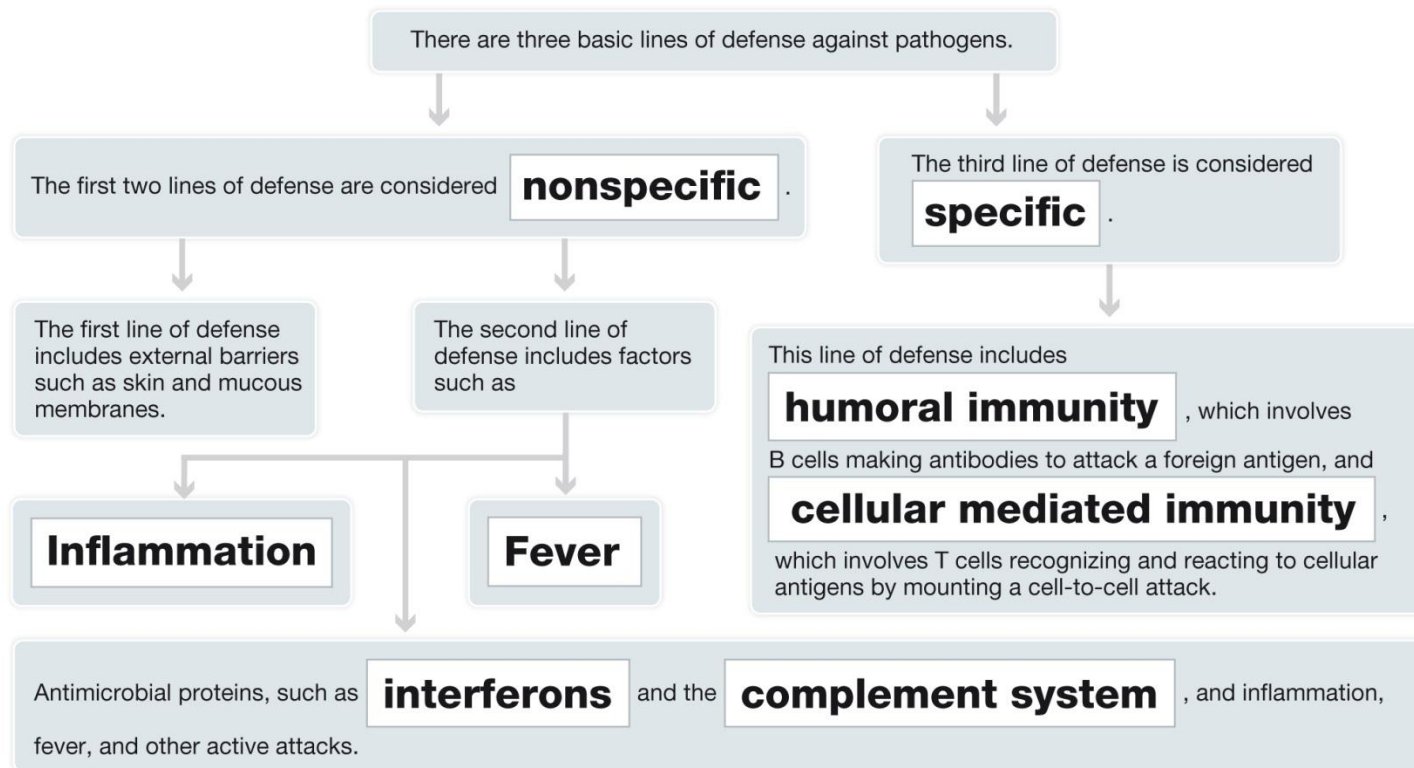 There are three basic lines of defense against pathogens.
The first two lines of defense are considered nonspecific .
The third line of defense is considered
specific .
The first line of defense
includes external barriers
such as skin and mucous
membranes.
The second line of
defense includes factors
such as
This line of defense includes
humoral immunity , which involves
B cells making antibodies to attack a foreign antigen, and
cellular mediated immunity ,
which involves T cells recognizing and reacting to cellular
antigens by mounting a cell-to-cell attack.
Inflammation
Fever
Antimicrobial proteins, such as interferons and the complement system , and inflammation,
fever, and other active attacks.